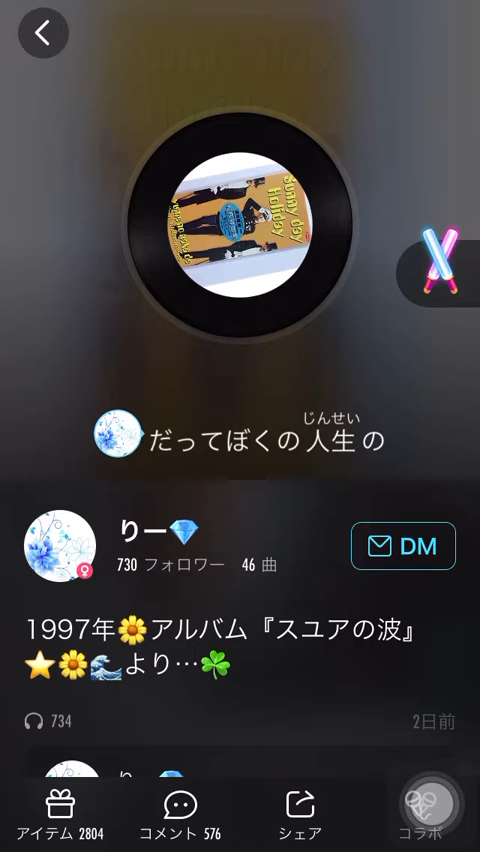 Sunny day
Holiday
じんせい
だってぼくの人生の
りー💎
730 フォロワー 46 曲
DM
1997年🌼アルバム『スユアの波』
⭐🌼🌊より…☘️
734
2日前
アイテム 2804
コメント 576
シェア
コラボ